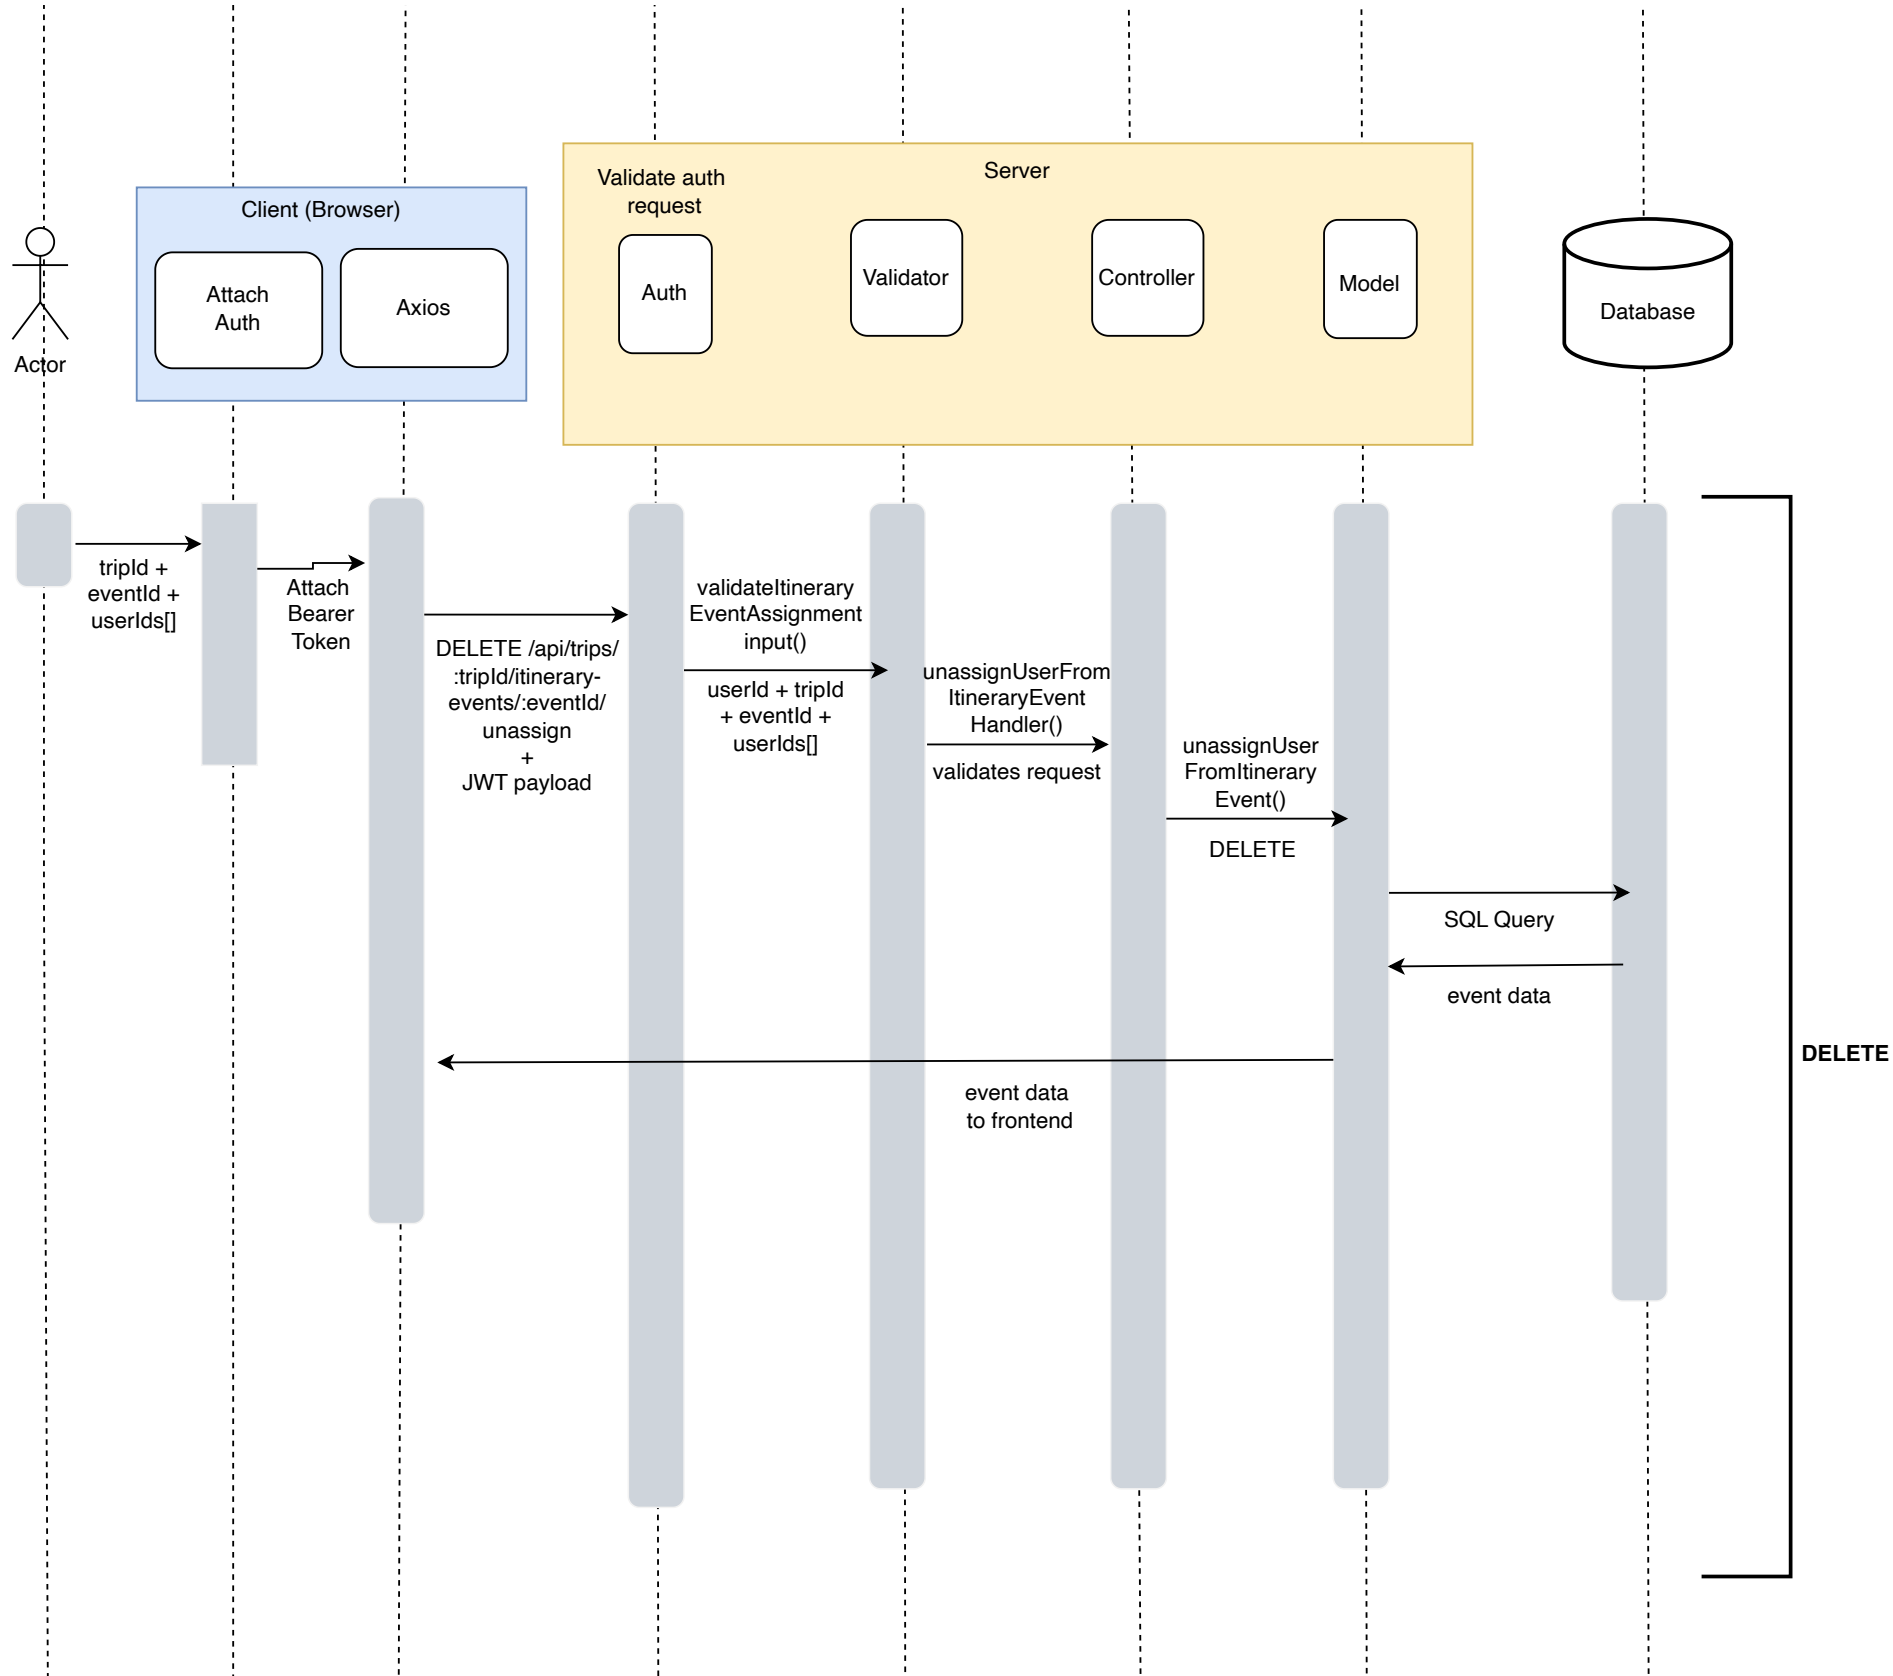 Server
Validate auth
request
Client (Browser)
Attach
Auth
Axios
Auth
Validator
Controller
Model
Database
Actor
tripId +
eventId +
userIds[]
Attach
Bearer
Token
DELETE /api/trips/
:tripId/itinerary-
events/:eventId/
unassign
+
JWT payload
validateItinerary
EventAssignment
input()
userId + tripId
+ eventId +
userIds[]
unassignUserFrom
ItineraryEvent
Handler()
validates request
unassignUser
FromItinerary
Event()
DELETE
SQL Query
event data
event data
to frontend
DELETE